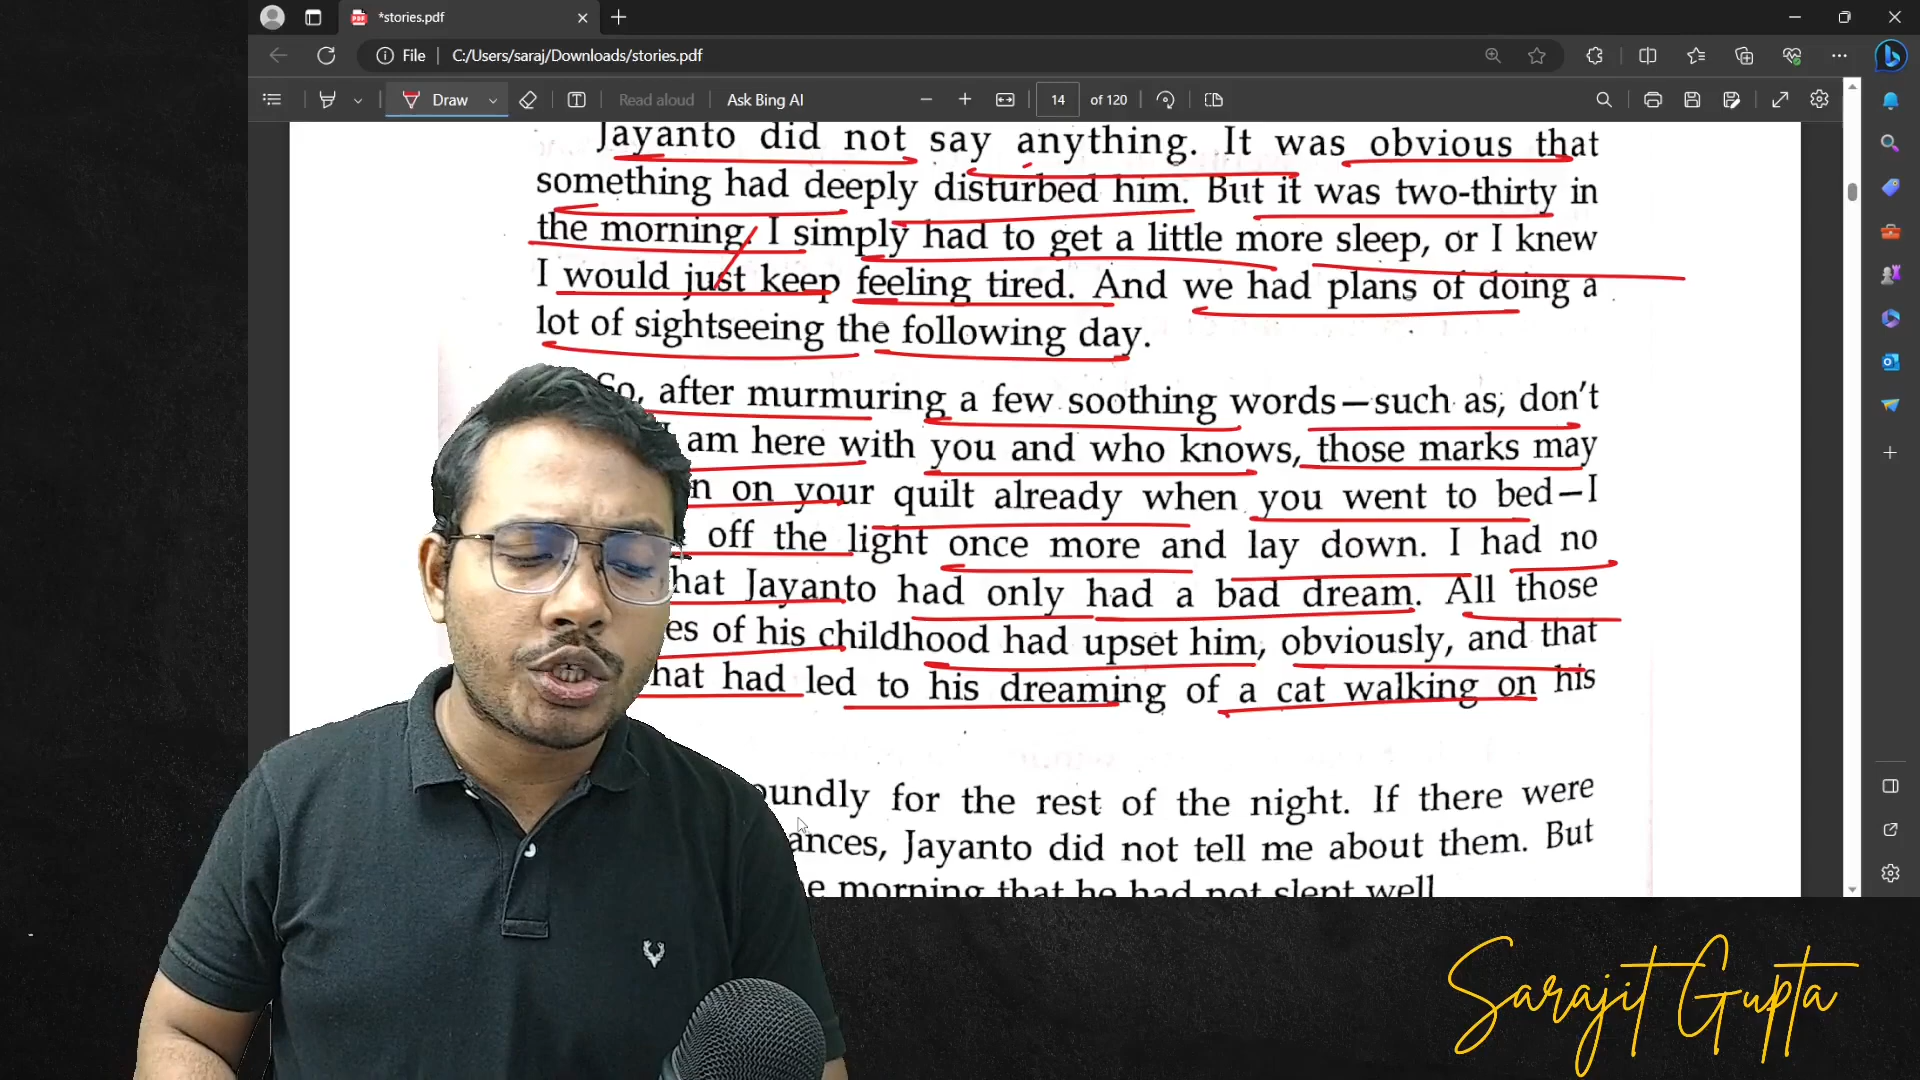 *stories.pdf
File C:/Users/saraj/Downloads/stories.pdf
Draw Read aloud Ask Bing AI 14 of 120
Jayanto did not say anything. It was obvious that
something had deeply disturbed him. But it was two-thirty in
the morning. I simply had to get a little more sleep, or I knew
I would just keep feeling tired. And we had plans of doing a
lot of sightseeing the following day.
So, after murmuring a few soothing words—such as, don't
am here with you and who knows, those marks may
on your quilt already when you went to bed—I
off the light once more and lay down. I had no
Jayanto had only had a bad dream. All those
of his childhood had upset him, obviously, and that
had led to his dreaming of a cat walking on his
for the rest of the night. If there were
Jayanto did not tell me about them. But
morning that he had not slept well
Sarajit Gupta